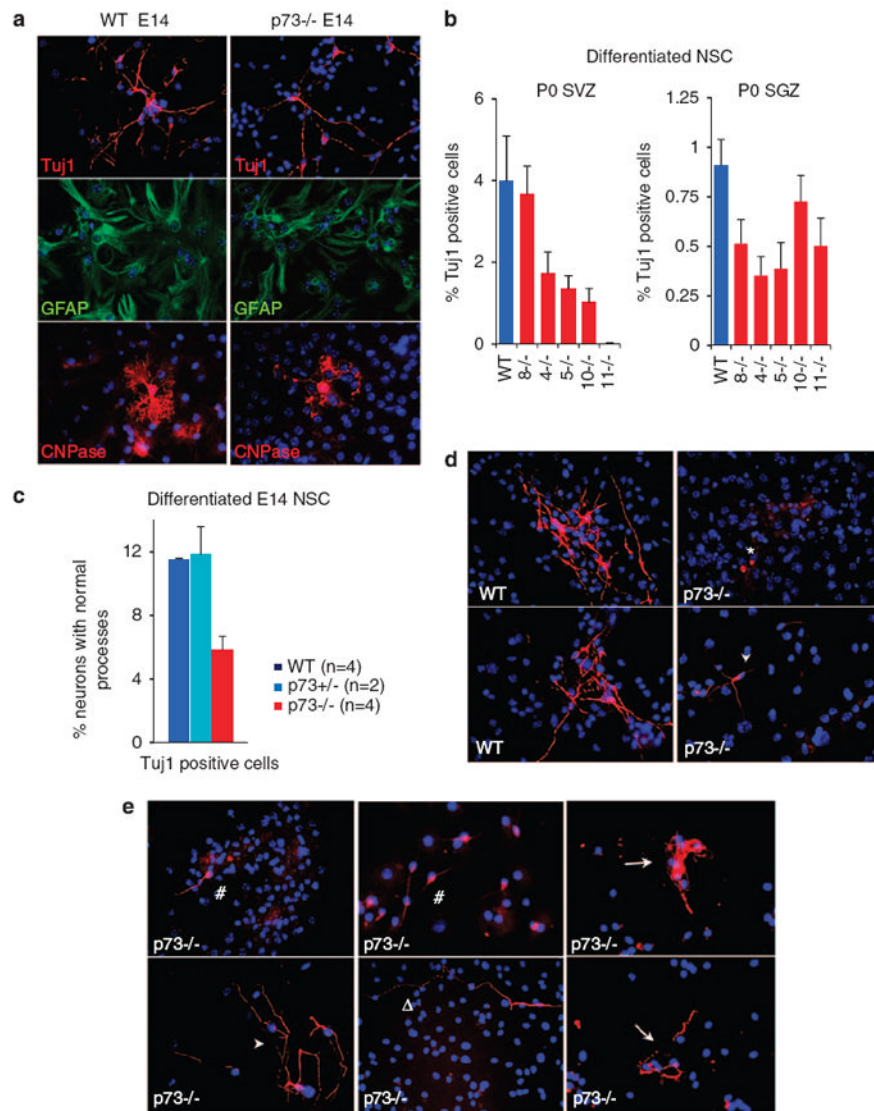 a
WT E14
p73-/- E14
Tuj1
GFAP
CNPase
CNPase
b
Differentiated NSC
P0 SVZ
% Tuj1 positive cells
6
4
2
0
WT
8-/-
4-/-
5-/-
10-/-
11-/-
P0 SGZ
% Tuj1 positive cells
1.25
1
0.75
0.5
0.25
0
WT
8-/-
4-/-
5-/-
10-/-
11-/-
c
Differentiated E14 NSC
% neurons with normal
processes
12
8
4
0
Tuj1 positive cells
WT (n=4)
p73+/- (n=2)
p73-/- (n=4)
d
WT
*
p73-/-
WT
p73-/-
e
#
p73-/-
#
p73-/-
p73-/-
p73-/-
Δ
p73-/-
p73-/-